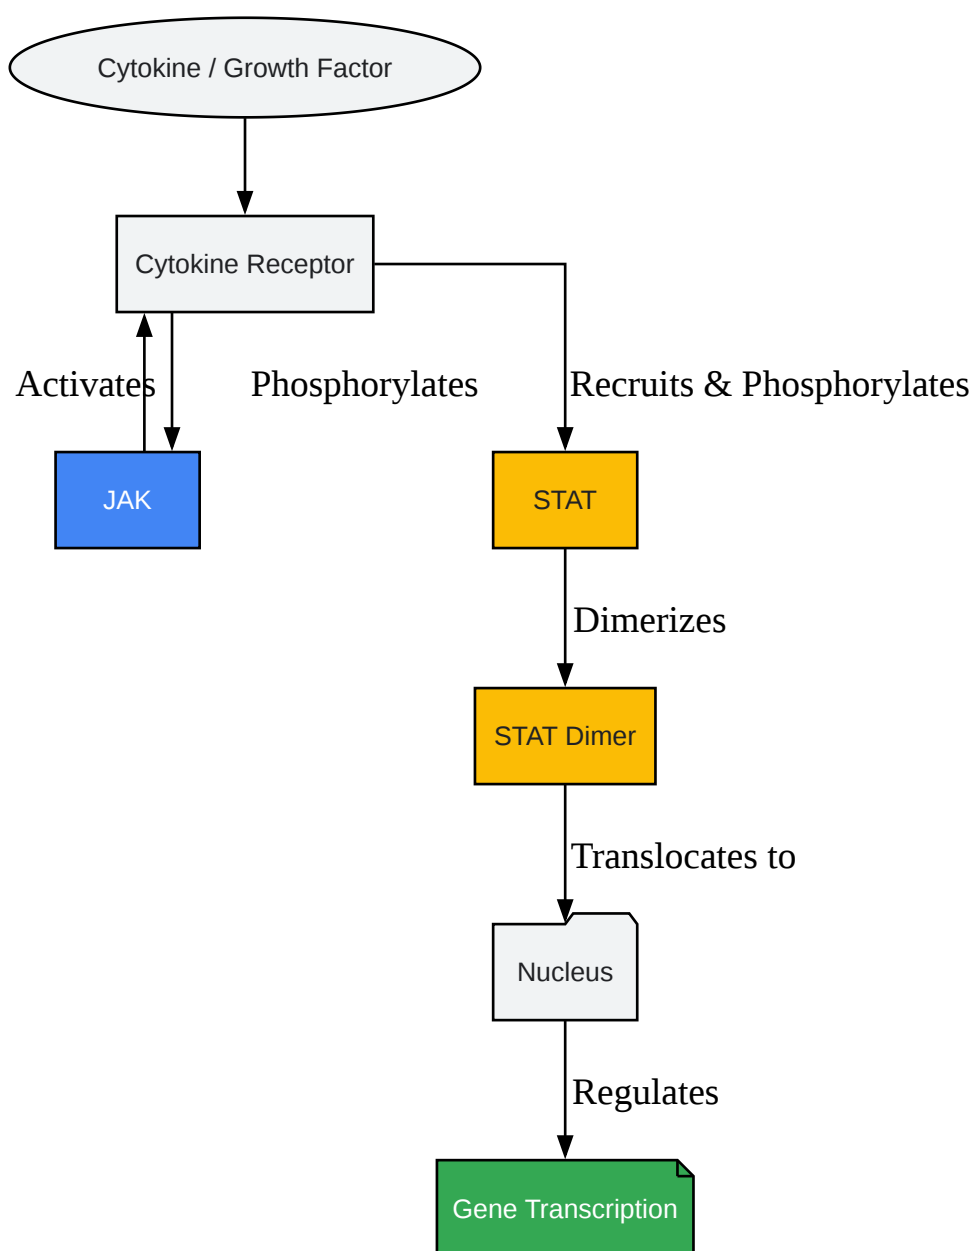 Cytokine / Growth Factor
Cytokine Receptor
Activates
Phosphorylates
Recruits & Phosphorylates
JAK
STAT
Dimerizes
STAT Dimer
Translocates to
Nucleus
Regulates
Gene Transcription